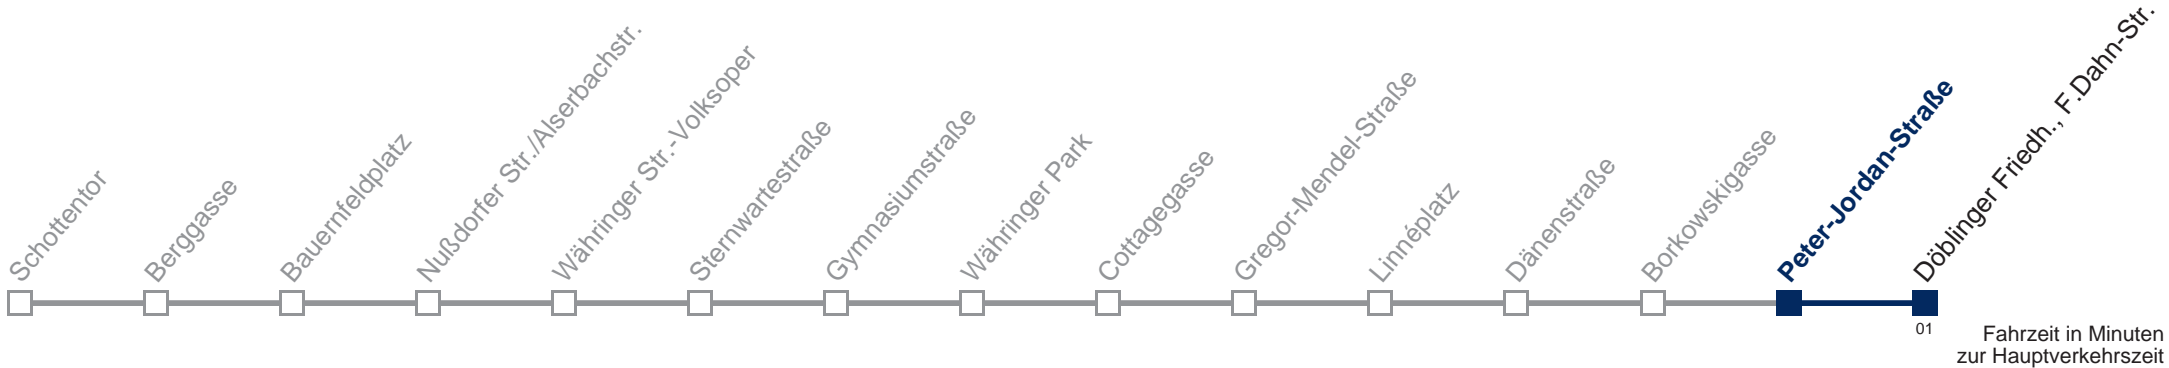 Schottentor
Berggasse
Bauernfeldplatz
Nußdorfer Str./Alserbachstr.
Währinger Str.-Volksoper
Sternwartestraße
Gymnasiumstraße
Währinger Park
Cottagegasse
Gregor-Mendel-Straße
Linnéplatz
Dänenstraße
Borkowskigasse
Peter-Jordan-Straße
Döblinger Friedh., F.Dahn-Str.
01
Fahrzeit in Minuten
zur Hauptverkehrszeit